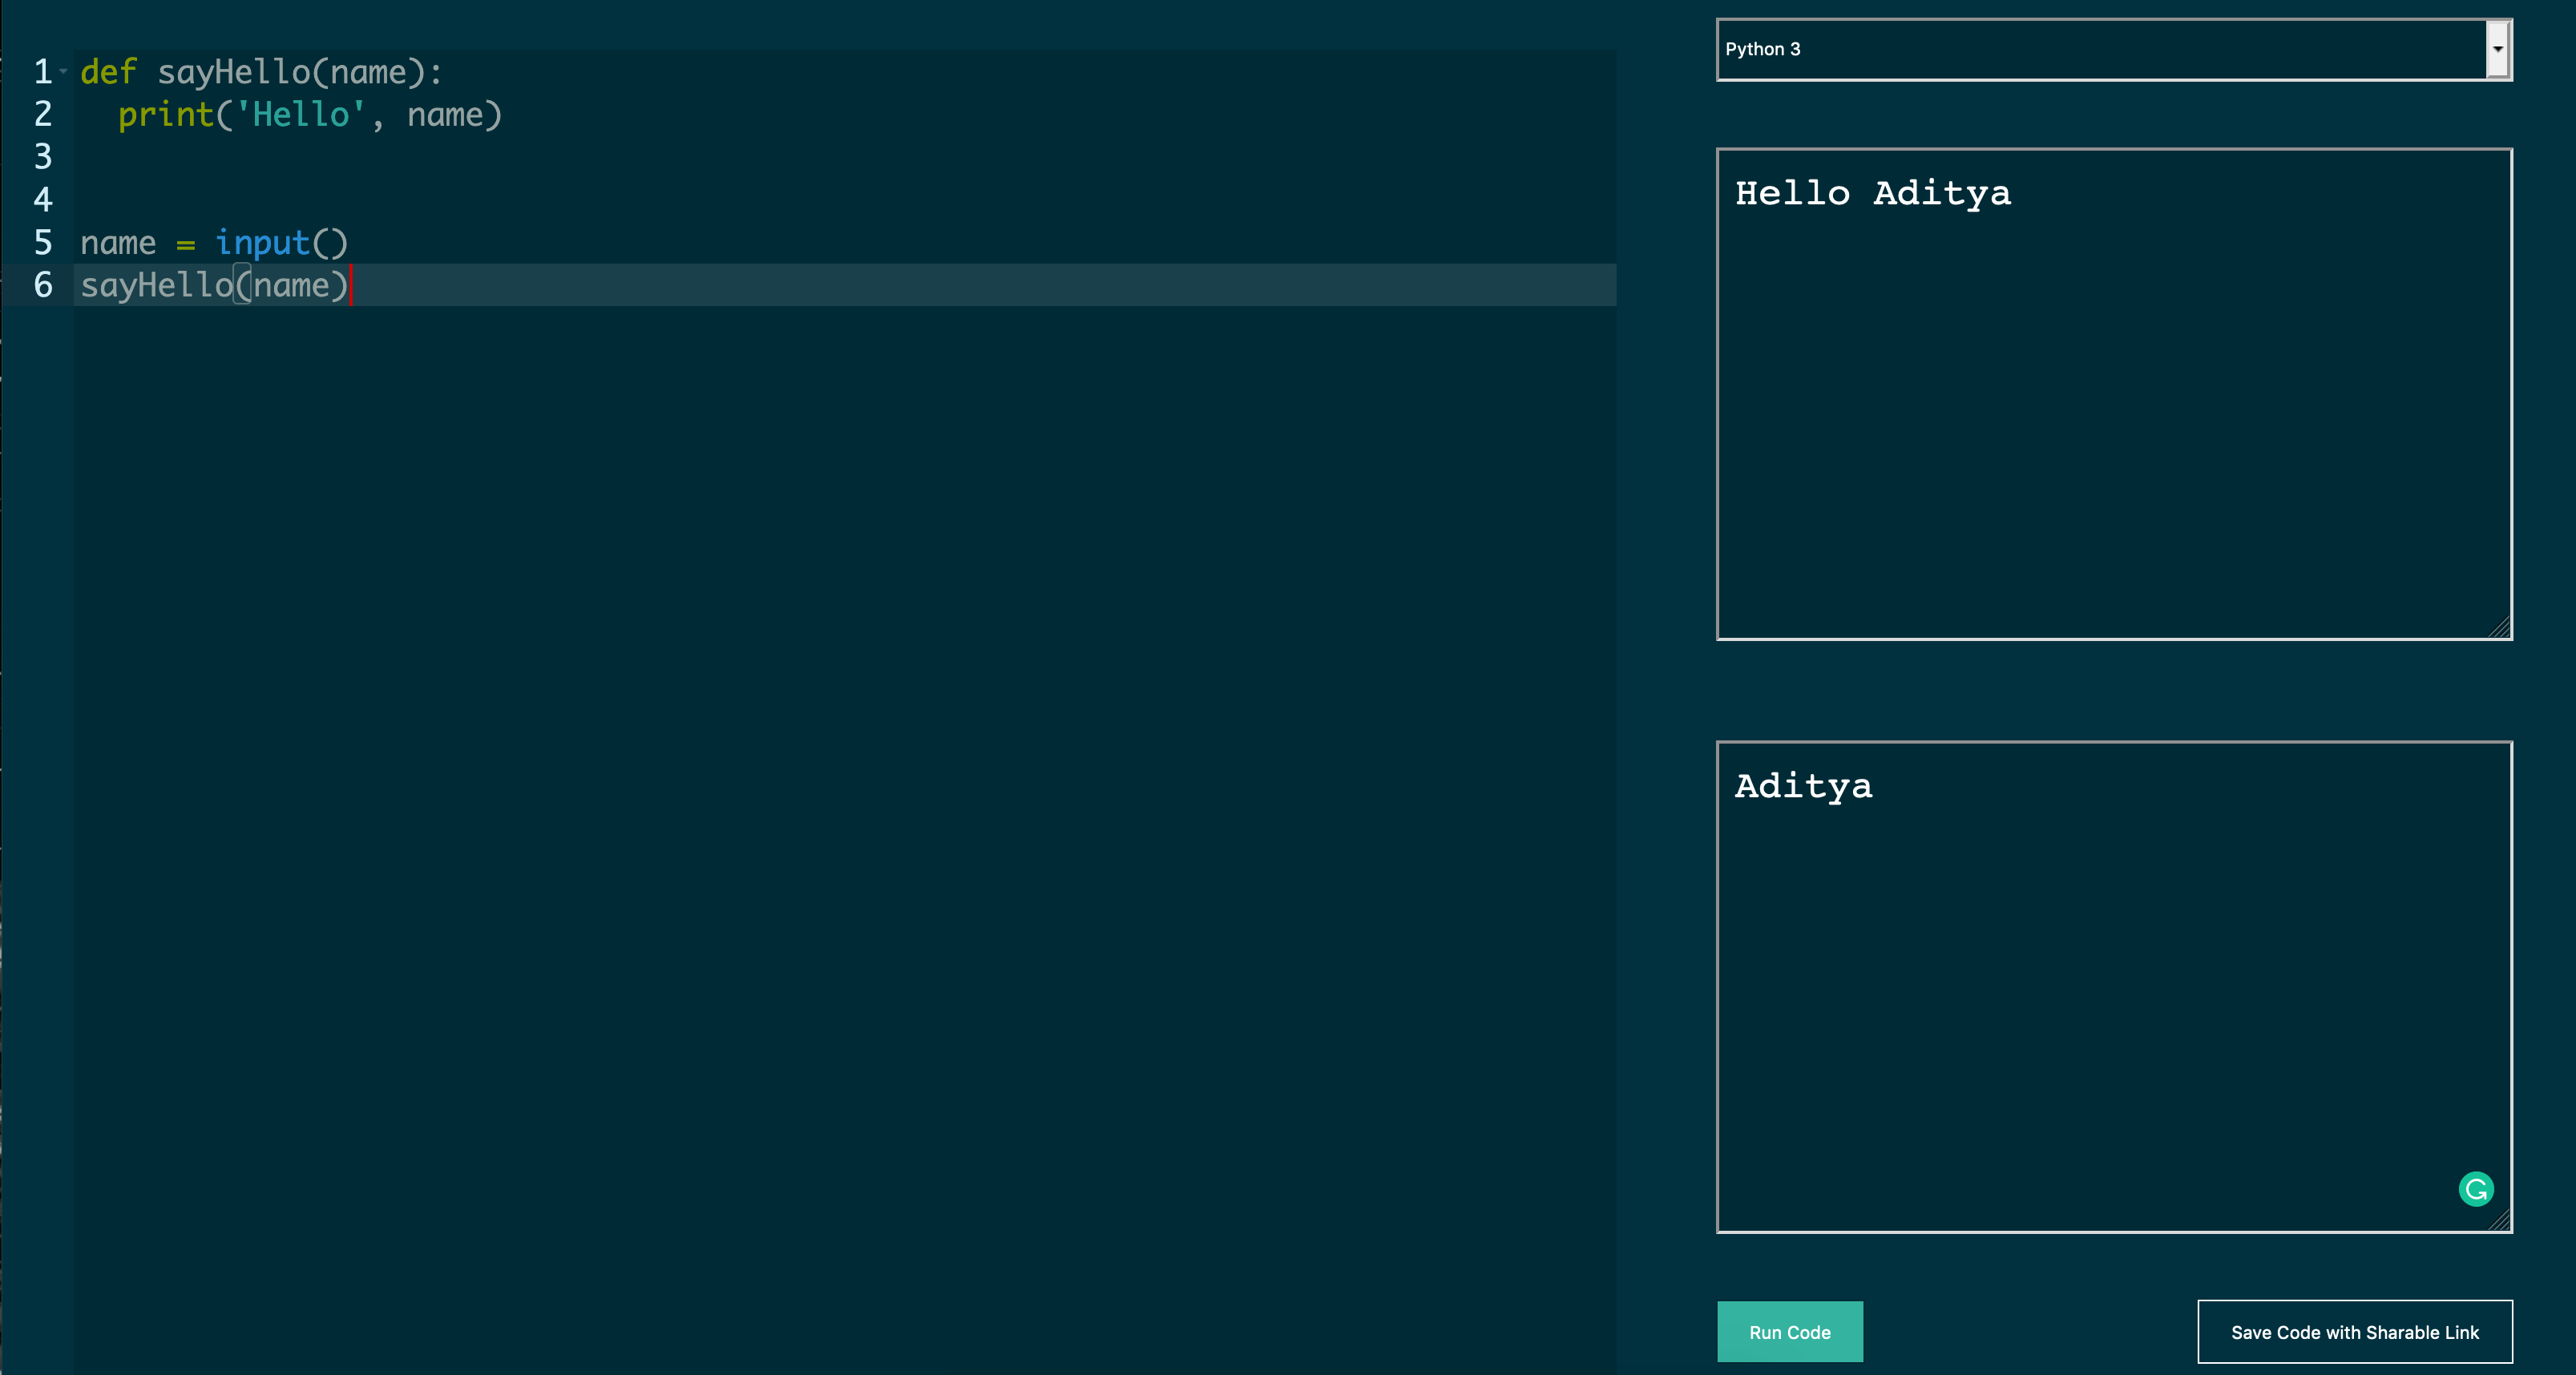 1 def sayHello(name):
2   print('Hello', name)
3
4
5 name = input()
6 sayHello(name)
Python 3
Hello Aditya
Aditya
Run Code
Save Code with Sharable Link